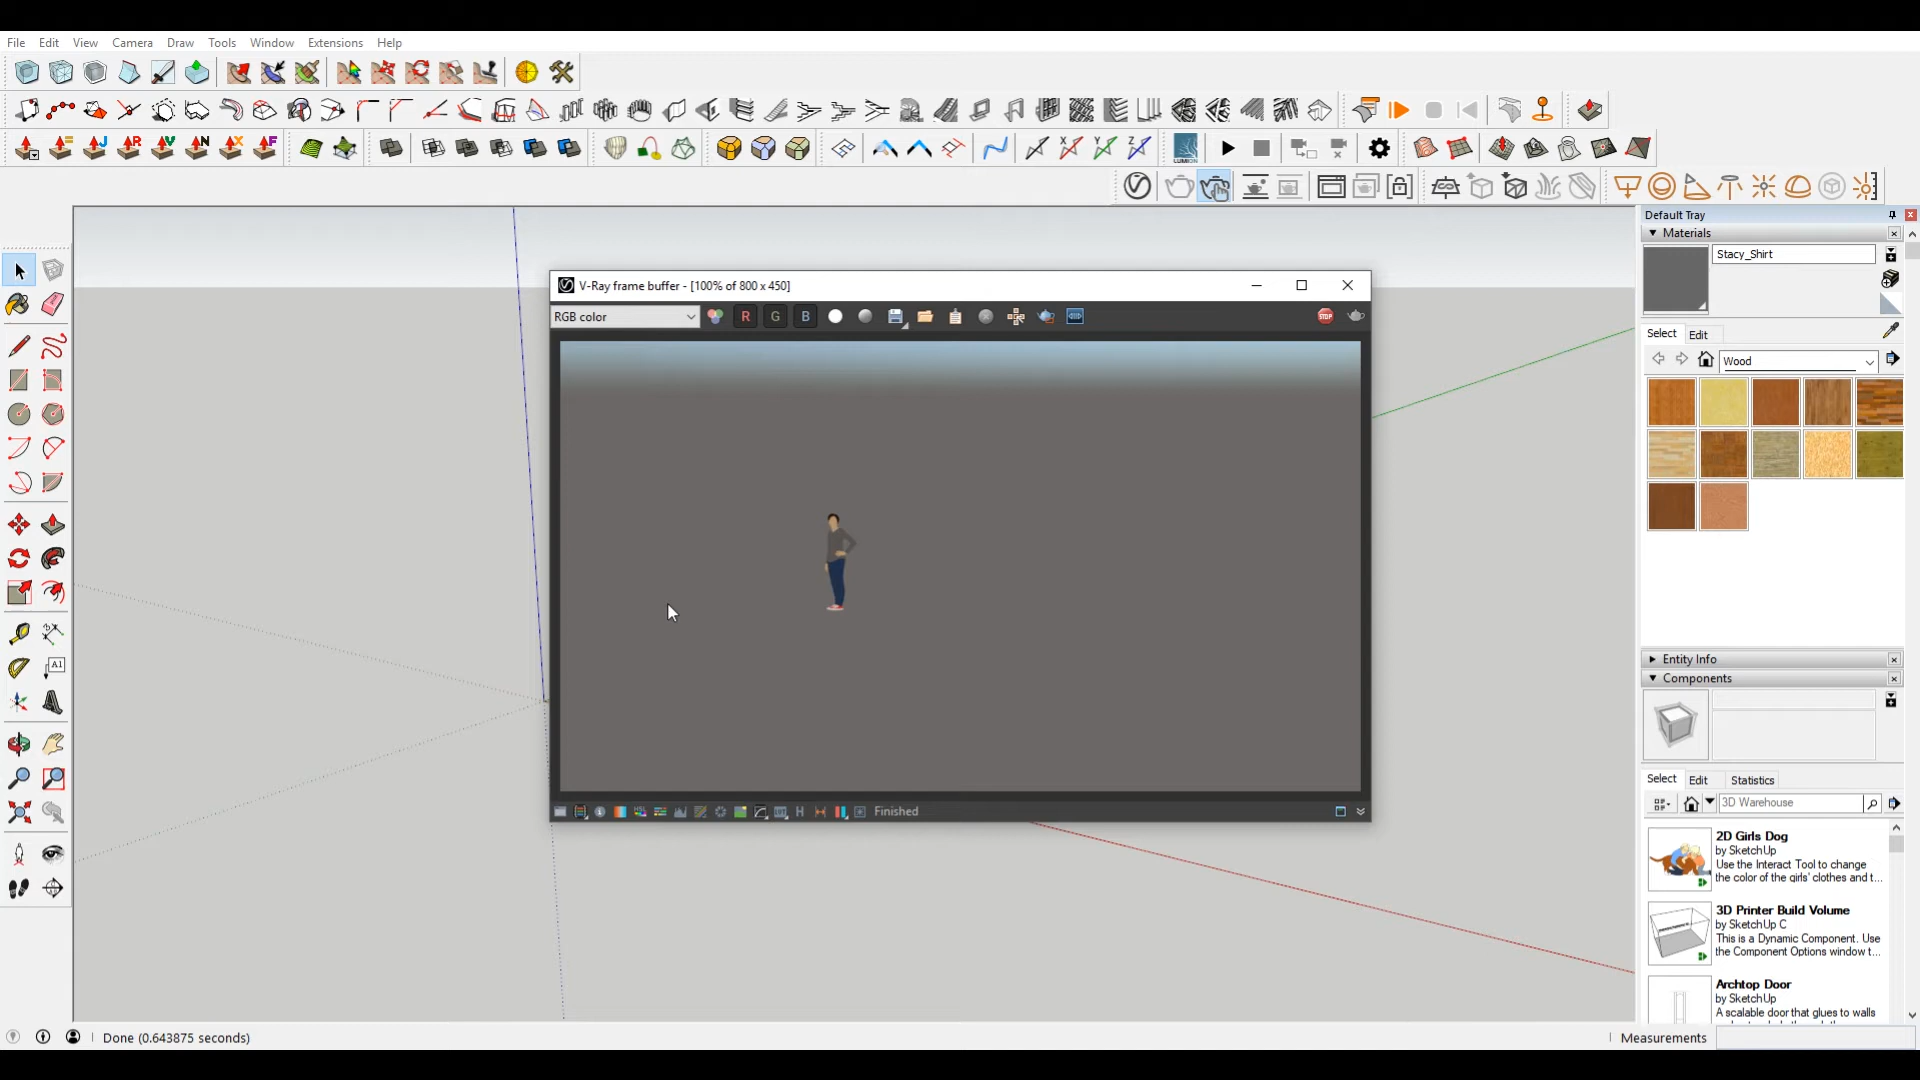 File Edit View Camera Draw Tools Window Extensions Help
Default Tray
Materials
Stacy_Shirt
V-Ray frame buffer - [100% of 800 x 450]
RGB color
R G B
STOP
Select Edit
Wood
A1
Entity Info
Components
Select Edit Statistics
3D Warehouse
2D Girls Dog
by SketchUp
Use the Interact Tool to change
the color of the girls' clothes and t...
3D Printer Build Volume
by SketchUp C
This is a Dynamic Component. Use
the Component Options window t...
Archtop Door
by SketchUp
A scalable door that glues to walls
H
Finished
Done (0.643875 seconds)
Measurements